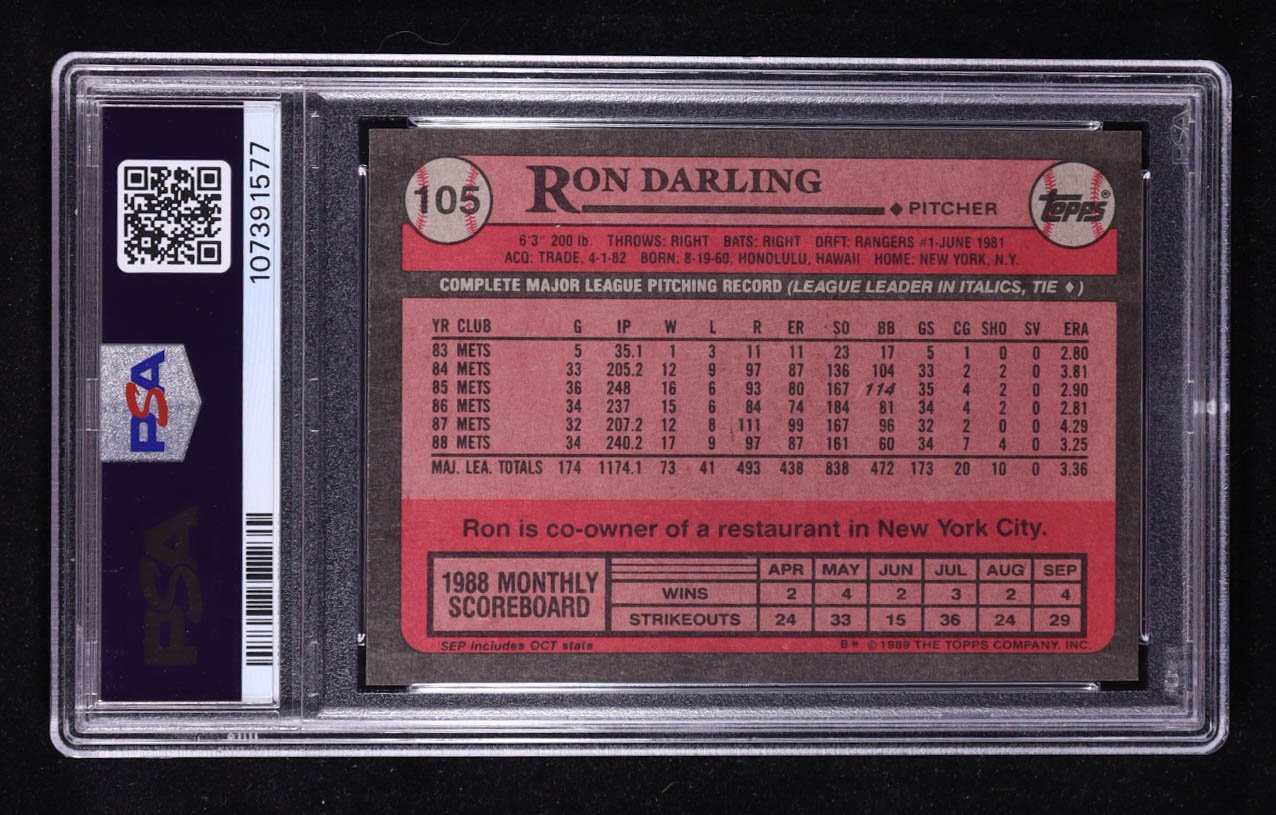 107391577
PSA
PSA
105
RON DARLING
◆ PITCHER
TOPPS®
6'3" 200 lb. THROWS: RIGHT BATS: RIGHT DRFT: RANGERS #1-JUNE 1981
ACQ: TRADE, 4-1-82 BORN: 8-19-60, HONOLULU, HAWAII HOME: NEW YORK, N.Y.
COMPLETE MAJOR LEAGUE PITCHING RECORD (LEAGUE LEADER IN ITALICS, TIE ♦)
YR CLUB G IP W L R ER SO BB GS CG SHO SV ERA
83 METS 5 35.1 1 3 11 11 23 17 5 1 0 0 2.80
84 METS 33 205.2 12 9 97 87 136 104 33 2 2 0 3.81
85 METS 36 248 16 6 93 80 167 114 35 4 2 0 2.90
86 METS 34 237 15 6 84 74 184 81 34 4 2 0 2.81
87 METS 32 207.2 12 8 111 99 167 96 32 2 0 0 4.29
88 METS 34 240.2 17 9 97 87 161 60 34 7 4 0 3.25
MAJ. LEA. TOTALS 174 1174.1 73 41 493 438 838 472 173 20 10 0 3.36
Ron is co-owner of a restaurant in New York City.
1988 MONTHLY
SCOREBOARD
APR MAY JUN JUL AUG SEP
WINS 2 4 2 3 2 4
STRIKEOUTS 24 33 15 36 24 29
SEP includes OCT stats
B* © 1989 THE TOPPS COMPANY, INC.